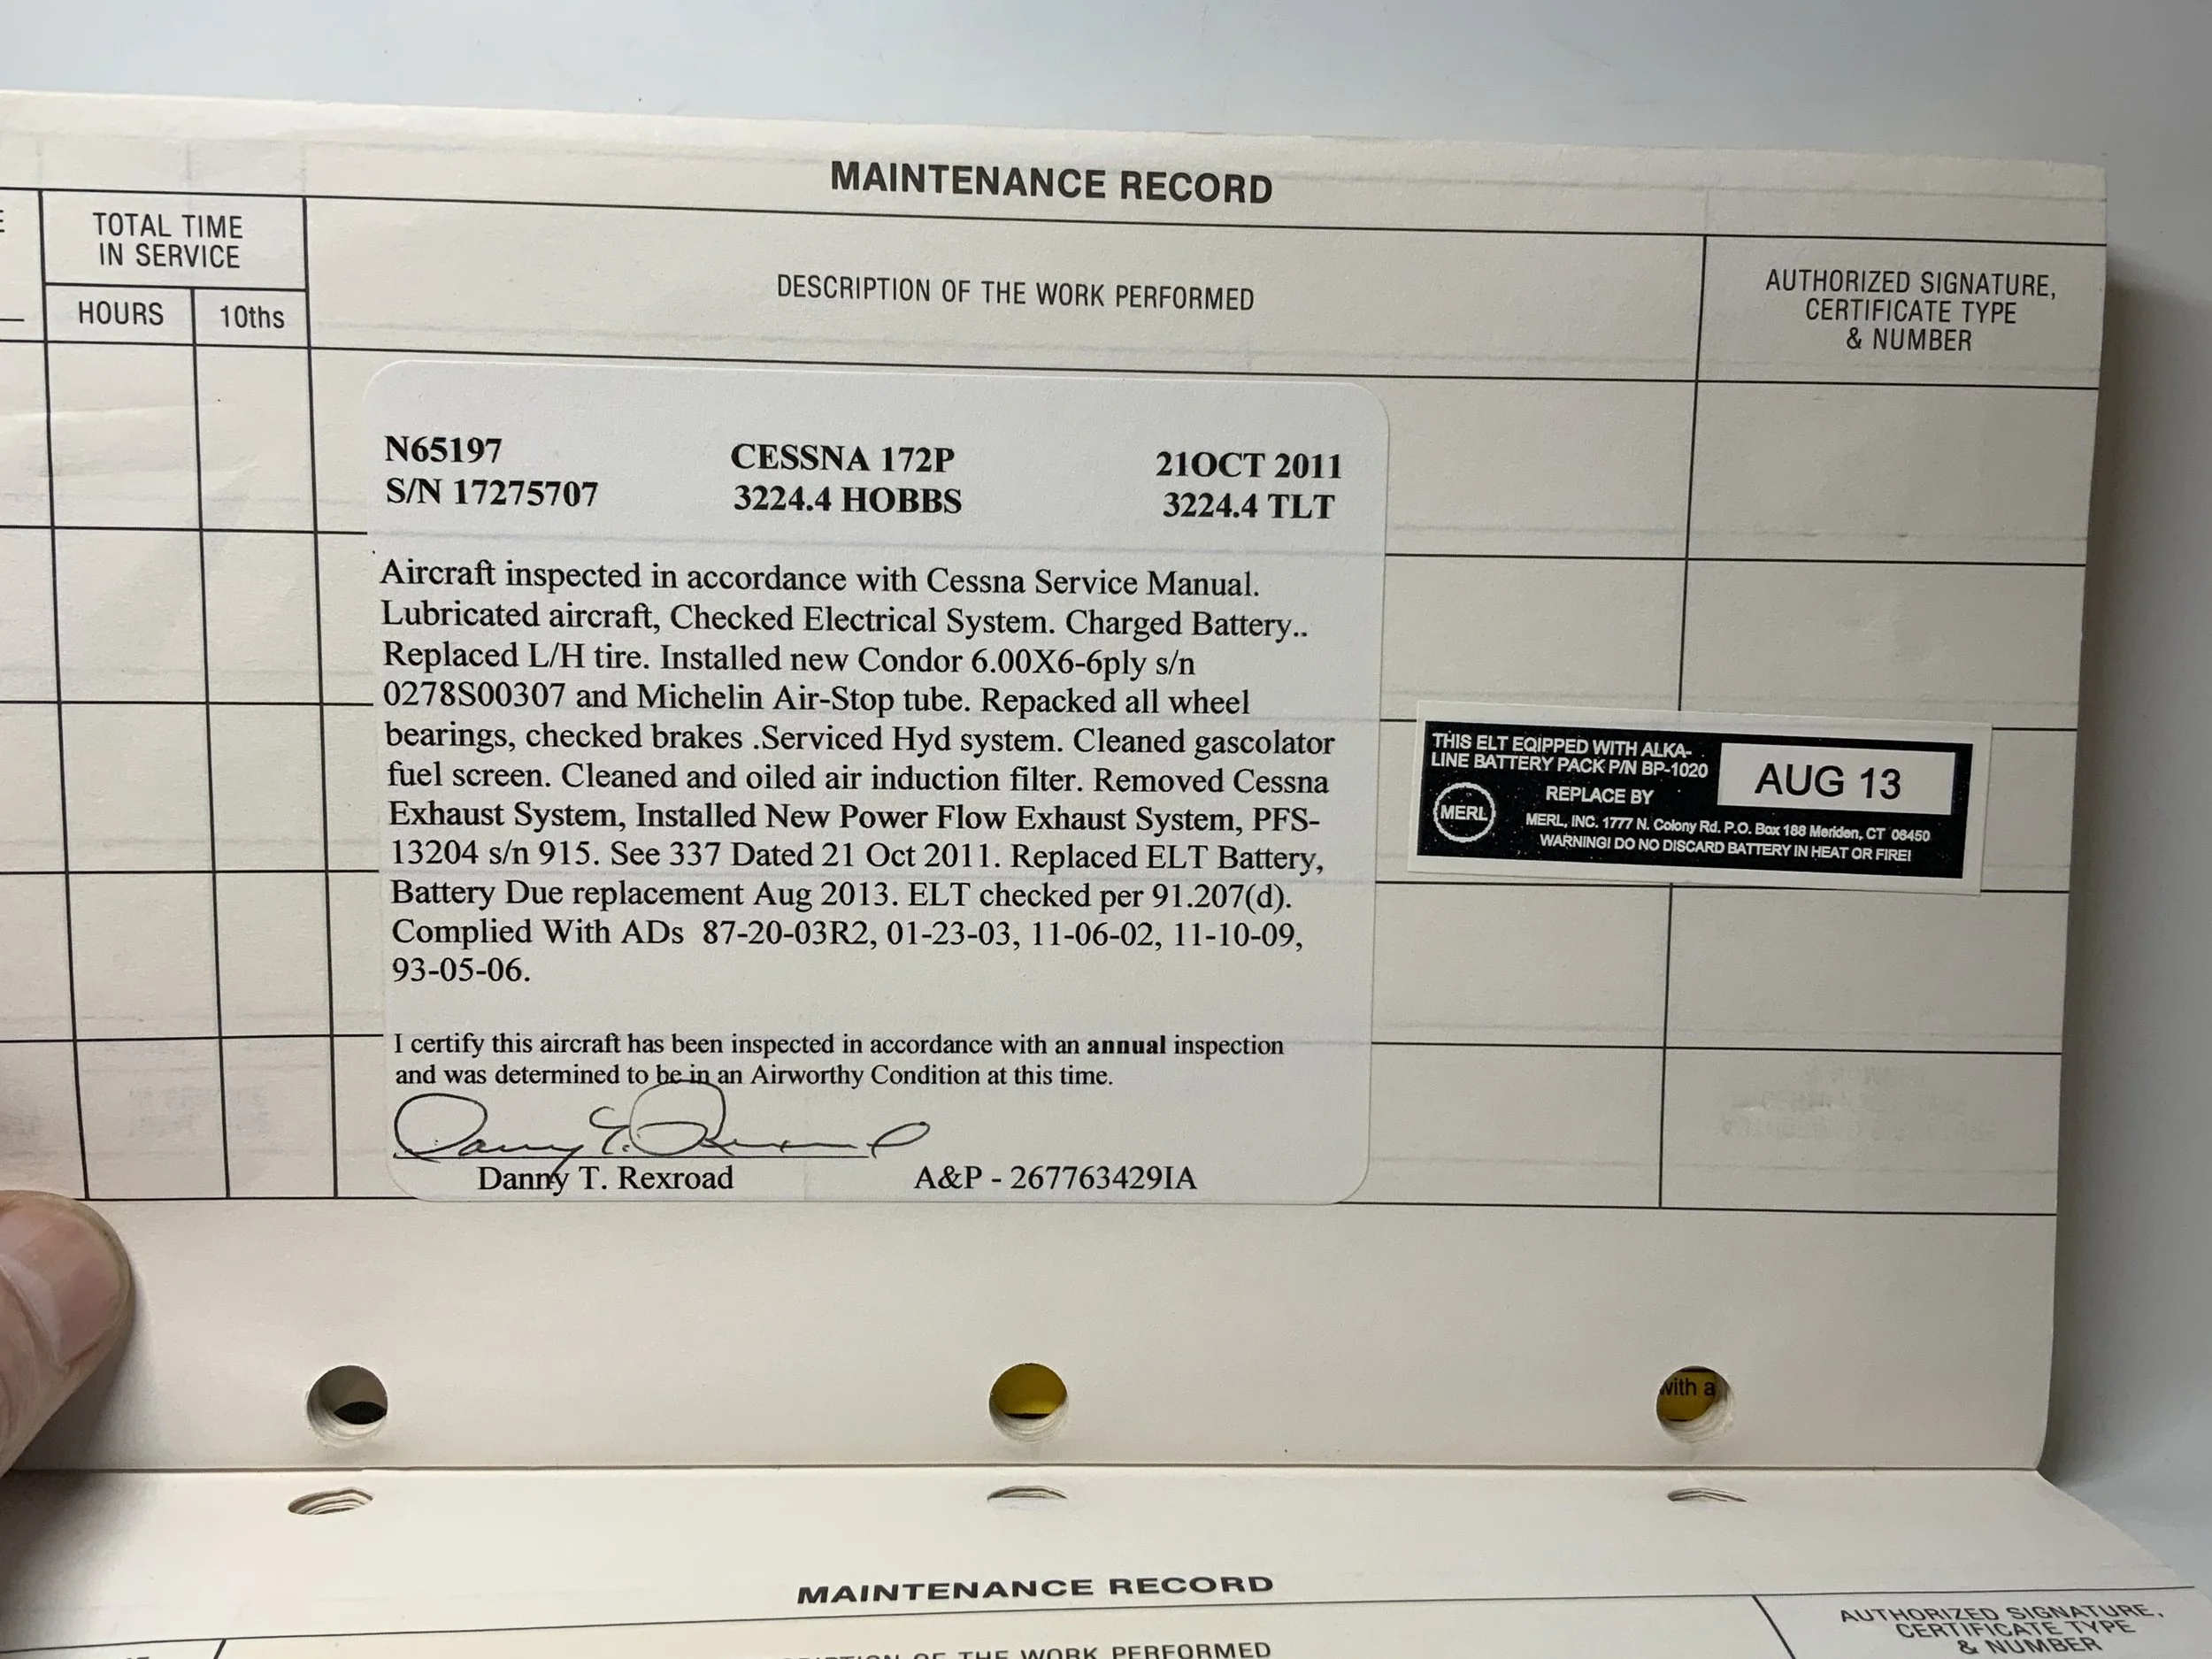 MAINTENANCE RECORD
TOTAL TIME
IN SERVICE
HOURS
10ths
DESCRIPTION OF THE WORK PERFORMED
AUTHORIZED SIGNATURE,
CERTIFICATE TYPE
& NUMBER
N65197 CESSNA 172P 21OCT 2011
S/N 17275707 3224.4 HOBBS 3224.4 TLT
Aircraft inspected in accordance with Cessna Service Manual.
Lubricated aircraft, Checked Electrical System. Charged Battery..
Replaced L/H tire. Installed new Condor 6.00X6-6ply s/n
0278S00307 and Michelin Air-Stop tube. Repacked all wheel
bearings, checked brakes .Serviced Hyd system. Cleaned gascolator
fuel screen. Cleaned and oiled air induction filter. Removed Cessna
Exhaust System, Installed New Power Flow Exhaust System, PFS-
13204 s/n 915. See 337 Dated 21 Oct 2011. Replaced ELT Battery,
Battery Due replacement Aug 2013. ELT checked per 91.207(d).
Complied With ADs 87-20-03R2, 01-23-03, 11-06-02, 11-10-09,
93-05-06.
I certify this aircraft has been inspected in accordance with an annual inspection
and was determined to be in an Airworthy Condition at this time.
Danny T. Rexroad
Danny T. Rexroad A&P - 267763429IA
THIS ELT EQIPPED WITH ALKA-
LINE BATTERY PACK P/N BP-1020
AUG 13
REPLACE BY
MERL
MERL, INC. 1777 N. Colony Rd. P.O. Box 188 Meriden, CT 06450
WARNING! DO NO DISCARD BATTERY IN HEAT OR FIRE!
with a
MAINTENANCE RECORD
OF THE WORK PERFORMED
AUTHORIZED SIGNATURE,
CERTIFICATE TYPE
& NUMBER